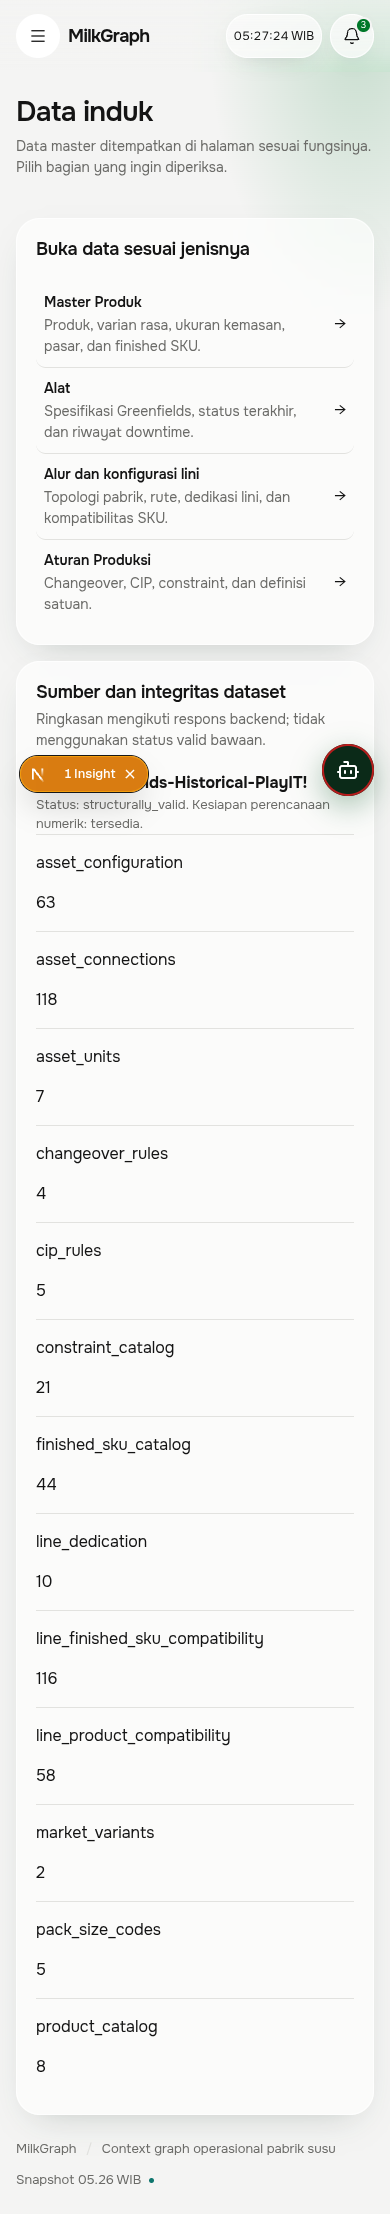 MilkGraph
05:27:24 WIB
3
Data induk
Data master ditempatkan di halaman sesuai fungsinya.
Pilih bagian yang ingin diperiksa.
Buka data sesuai jenisnya
Master Produk
Produk, varian rasa, ukuran kemasan,
pasar, dan finished SKU.
→
Alat
Spesifikasi Greenfields, status terakhir,
dan riwayat downtime.
→
Alur dan konfigurasi lini
Topologi pabrik, rute, dedikasi lini, dan
kompatibilitas SKU.
→
Aturan Produksi
Changeover, CIP, constraint, dan definisi
satuan.
→
Sumber dan integritas dataset
Ringkasan mengikuti respons backend; tidak
menggunakan status valid bawaan.
N 1 Insight ×
lds-Historical-PlayIT!
Status: structurally_valid. Kesiapan perencanaan
numerik: tersedia.
asset_configuration
63
asset_connections
118
asset_units
7
changeover_rules
4
cip_rules
5
constraint_catalog
21
finished_sku_catalog
44
line_dedication
10
line_finished_sku_compatibility
116
line_product_compatibility
58
market_variants
2
pack_size_codes
5
product_catalog
8
MilkGraph / Context graph operasional pabrik susu
Snapshot 05.26 WIB